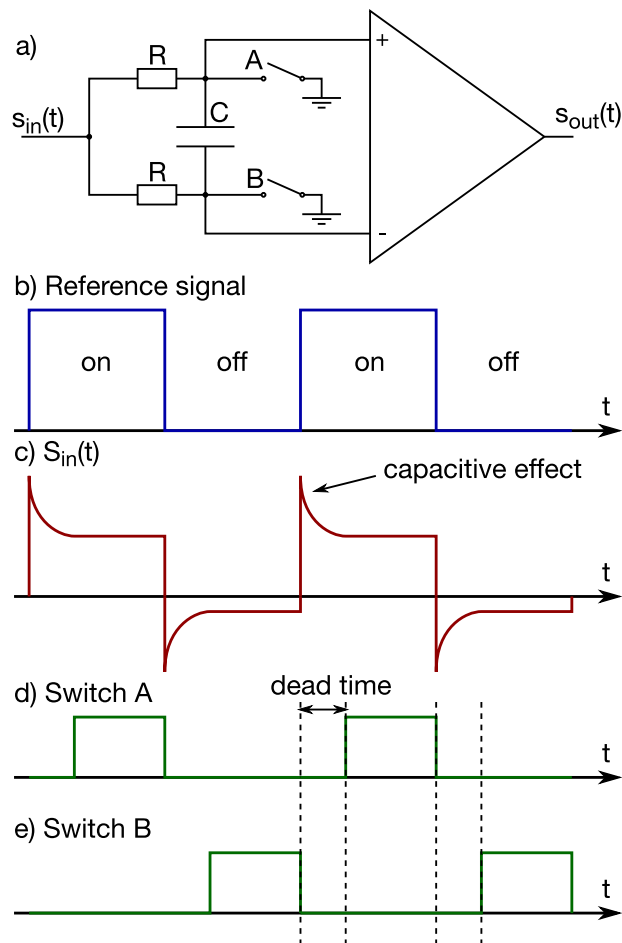 a)
R
A
+
s_in(t)
C
s_out(t)
R
B
-
b) Reference signal
on off on off
t
c) S_in(t)
capacitive effect
t
dead time
d) Switch A
t
e) Switch B
t